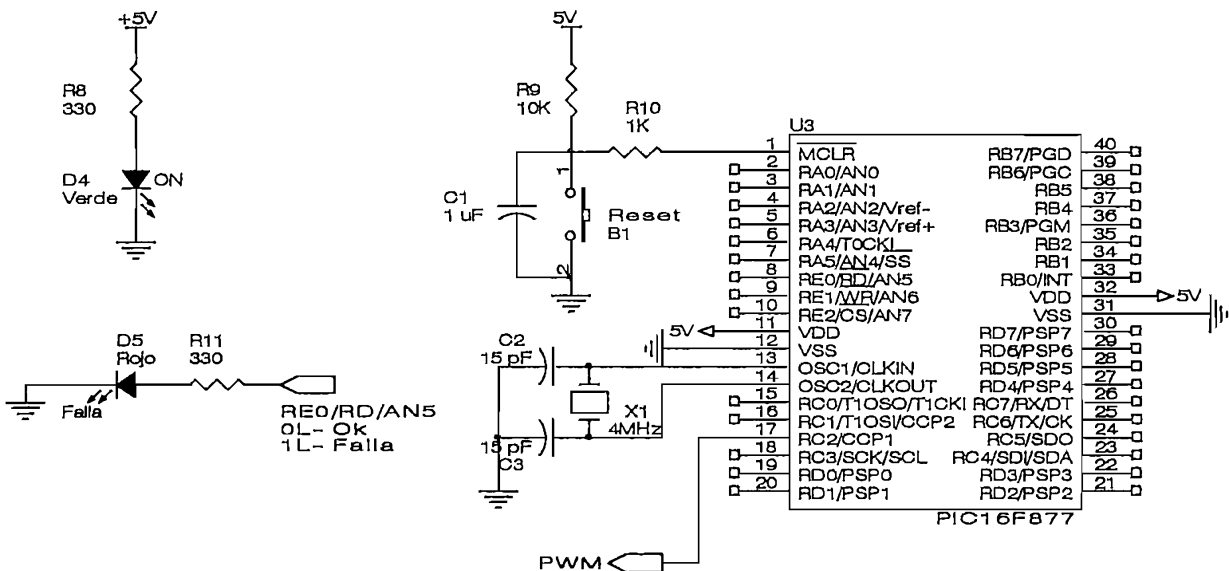 +5V
R8
330
D4
Verde
ON
5V
R9
10K
R10
1K
1
C1
1 uF
Reset
B1
2
D5
Rojo
R11
330
Falla
RE0/RD/AN5
0L- Ok
1L- Falla
C2
15 pF
X1
4MHz
15 pF
C3
PWM
5V
U3
1 MCLR RB7/PGD 40
2 RA0/AN0 RB6/PGC 39
3 RA1/AN1 RB5 38
4 RA2/AN2/Vref- RB4 37
5 RA3/AN3/Vref+ RB3/PGM 36
6 RA4/T0CKI RB2 35
7 RA5/AN4/SS RB1 34
8 RE0/RD/AN5 RB0/INT 33
9 RE1/WR/AN6 VDD 32 5V
10 RE2/CS/AN7 VSS 31
11 VDD RD7/PSP7 30
12 VSS RD6/PSP6 29
13 OSC1/CLKIN RD5/PSP5 28
14 OSC2/CLKOUT RD4/PSP4 27
15 RC0/T1OSO/T1CKI RC7/RX/DT 26
16 RC1/T1OSI/CCP2 RC6/TX/CK 25
17 RC2/CCP1 RC5/SDO 24
18 RC3/SCK/SCL RC4/SDI/SDA 23
19 RD0/PSP0 RD3/PSP3 22
20 RD1/PSP1 RD2/PSP2 21
PIC16F877